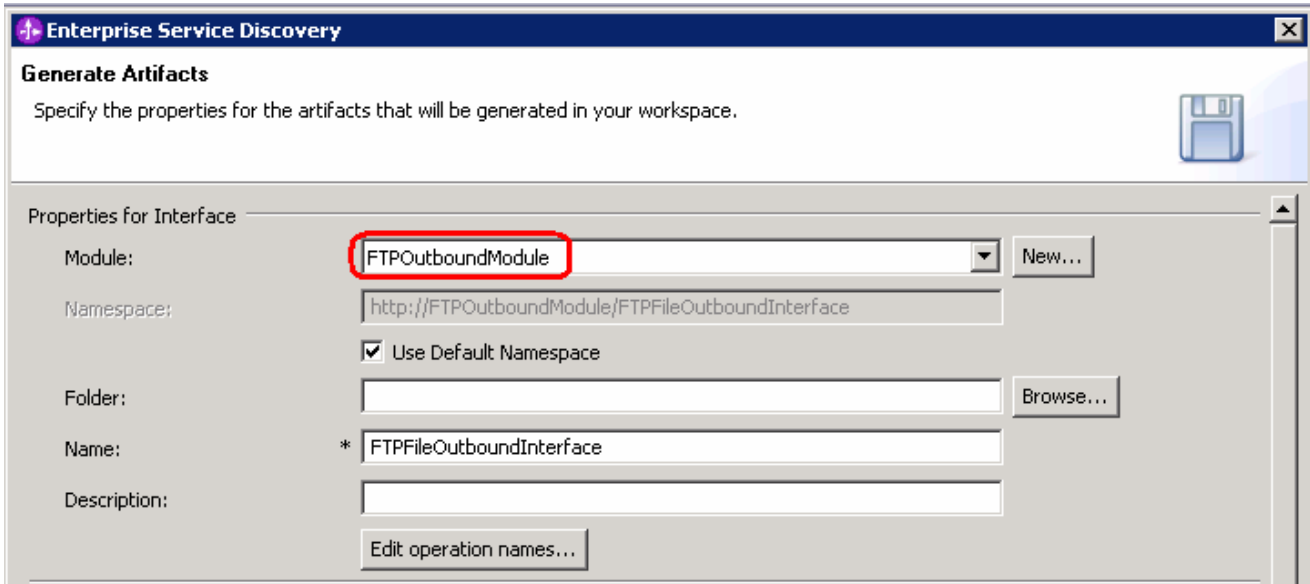 Enterprise Service Discovery
Generate Artifacts
Specify the properties for the artifacts that will be generated in your workspace.
Properties for Interface
Module: FTPOutboundModule New...
Namespace: http://FTPOutboundModule/FTPFileOutboundInterface
Use Default Namespace
Folder: Browse...
Name: * FTPFileOutboundInterface
Description:
Edit operation names...